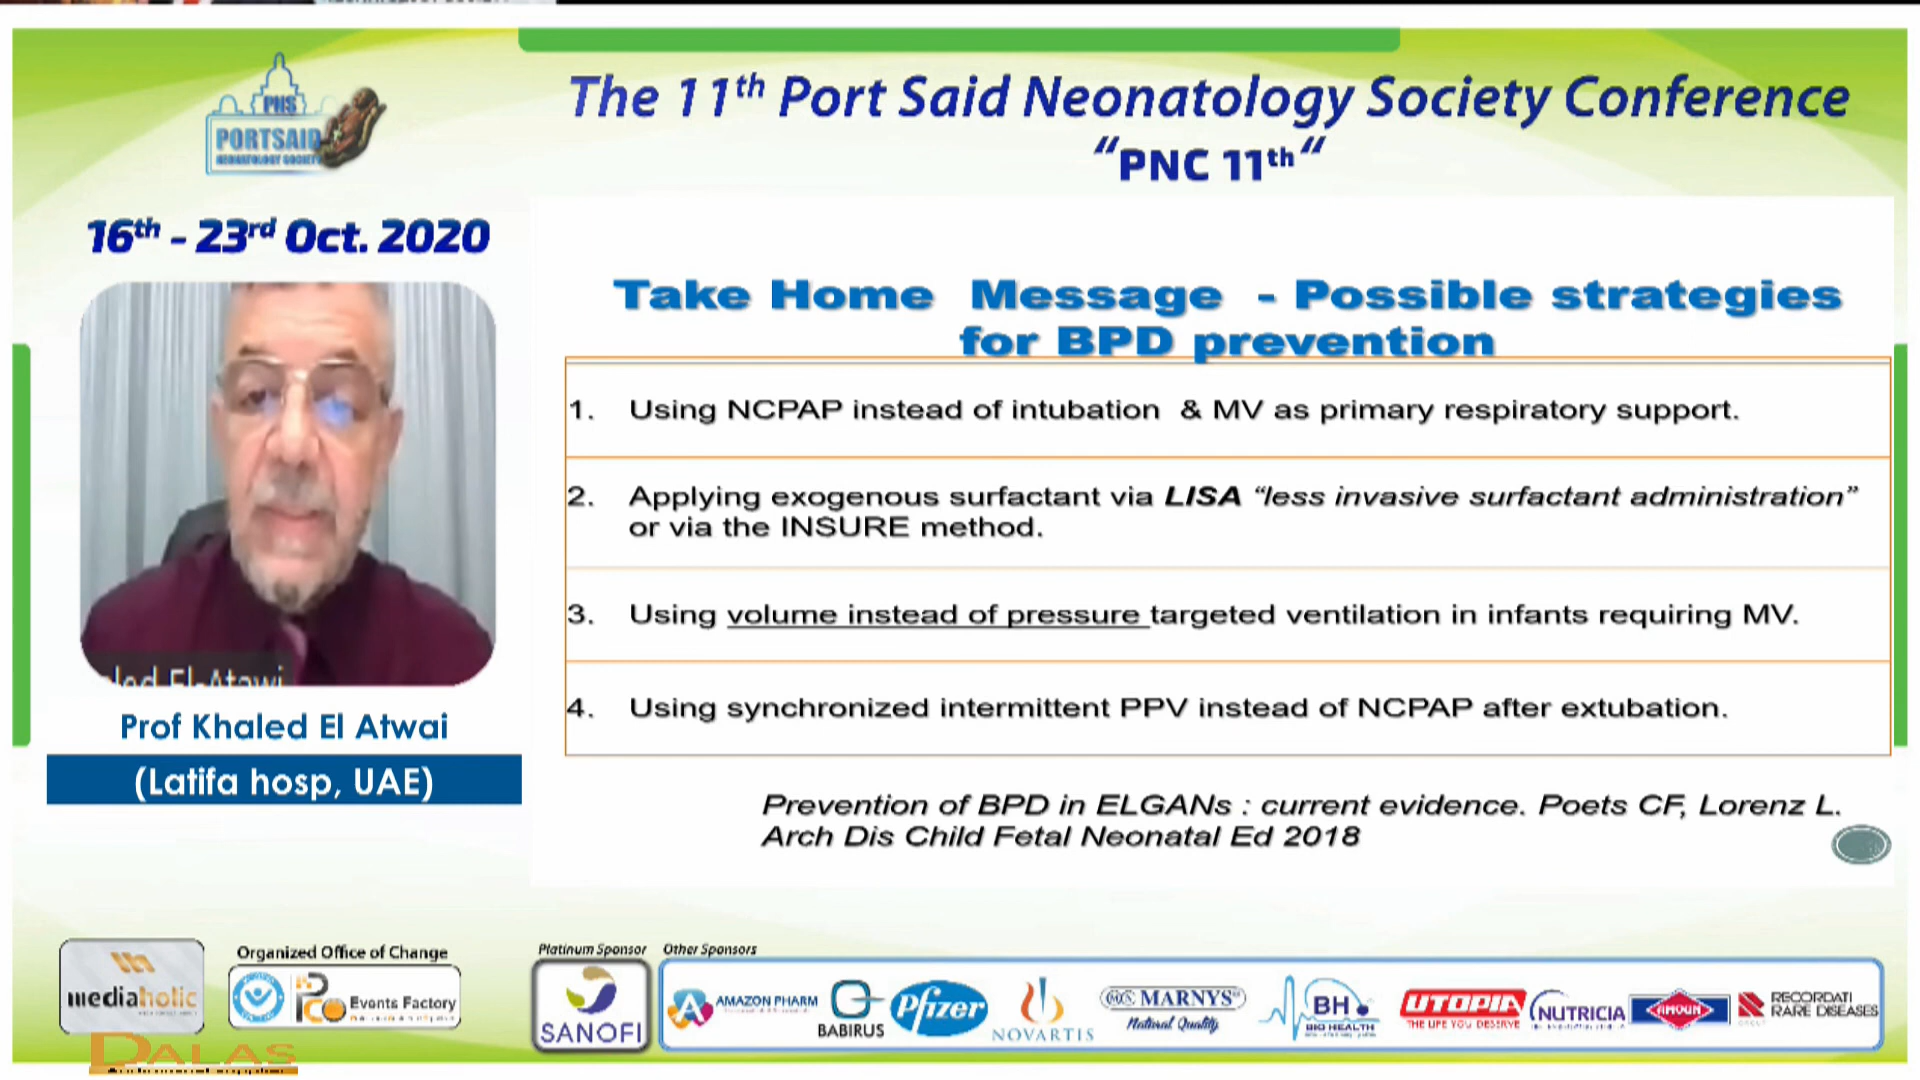 The 11th Port Said Neonatology Society Conference
“PNC 11th“
PNS
PORTSAID
NEONATOLOGY SOCIETY
16th - 23rd Oct. 2020
Take Home Message - Possible strategies
for BPD prevention
1. Using NCPAP instead of intubation & MV as primary respiratory support.
2. Applying exogenous surfactant via LISA “less invasive surfactant administration”
or via the INSURE method.
3. Using volume instead of pressure targeted ventilation in infants requiring MV.
4. Using synchronized intermittent PPV instead of NCPAP after extubation.
Prevention of BPD in ELGANs : current evidence. Poets CF, Lorenz L.
Arch Dis Child Fetal Neonatal Ed 2018
El-Atawi
Prof Khaled El Atwai
(Latifa hosp, UAE)
mediaholic
Organized Office of Change
Events Factory
Platinum Sponsor
SANOFI
Other Sponsors
AMAZON PHARM
BABIRUS
Pfizer
NOVARTIS
MARNYS
Natural Quality
BH
BIO HEALTH
UTOPIA
THE LIFE YOU DESERVE
NUTRICIA
AMOUN
RECORDATI
RARE DISEASES
DALAS